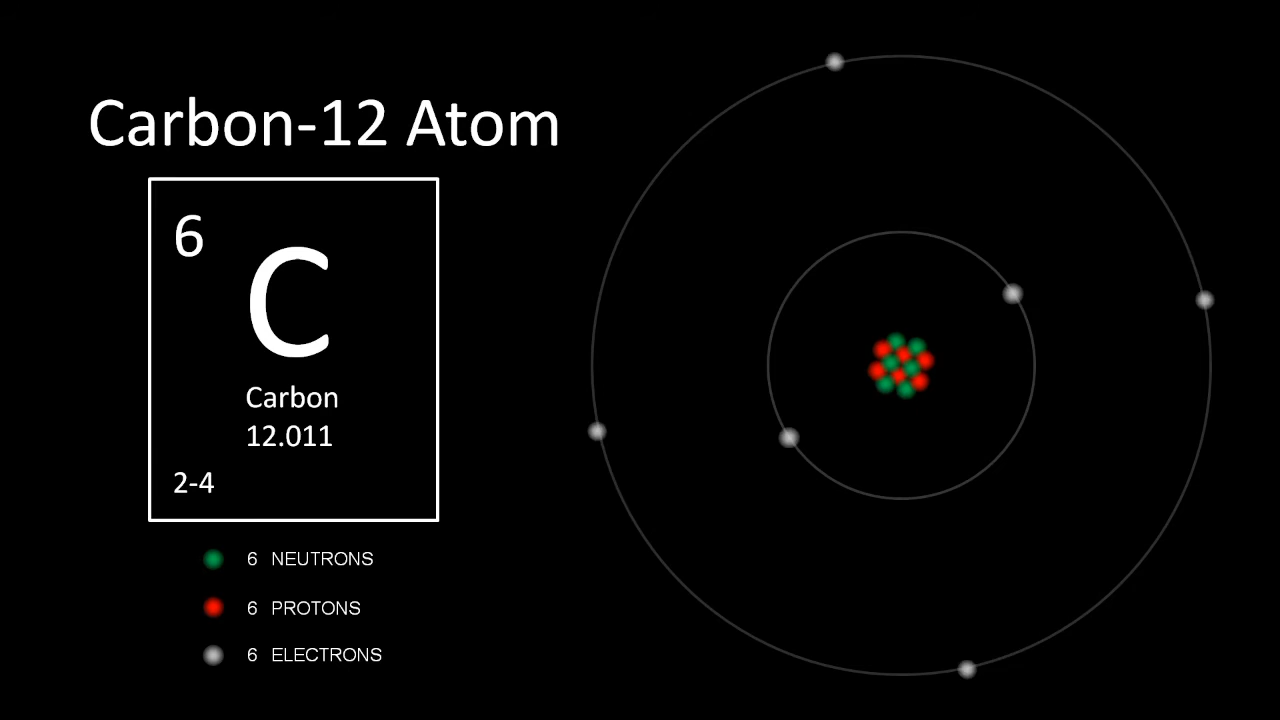 Carbon-12 Atom
6
C
Carbon
12.011
2-4
6 NEUTRONS
6 PROTONS
6 ELECTRONS